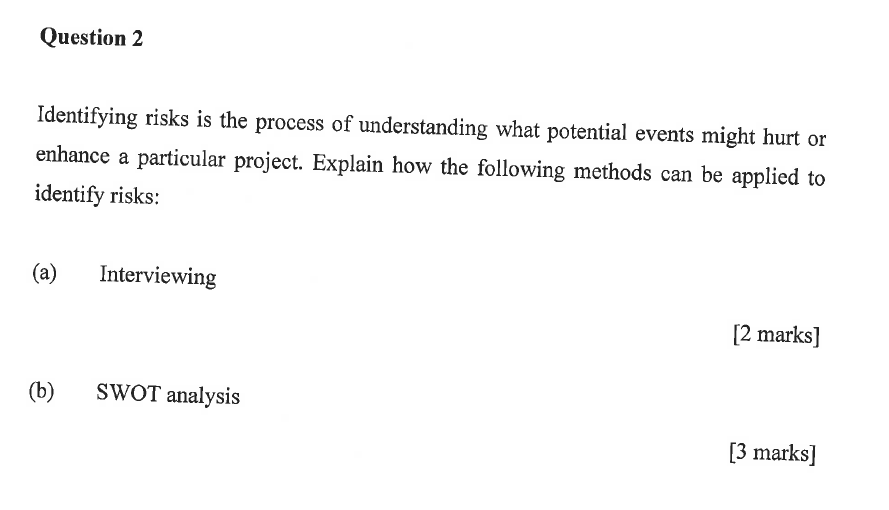 Question 2
Identifying risks is the process of understanding what potential events might hurt or
enhance a particular project. Explain how the following methods can be applied to
identify risks:
(a) Interviewing
[2 marks]
(b) SWOT analysis
[3 marks]